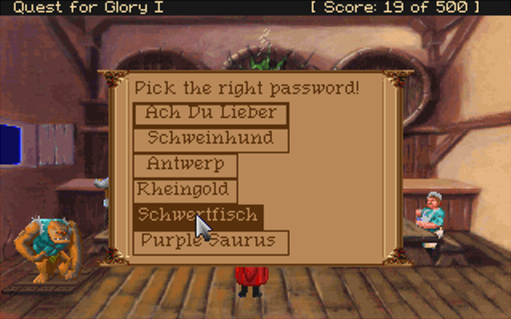 Quest for Glory I [ Score: 19 of 500 ]
Pick the right password!
Ach Du Lieber
Schweinhund
Antwerp
Rheingold
Schwertfisch
Purple Saurus